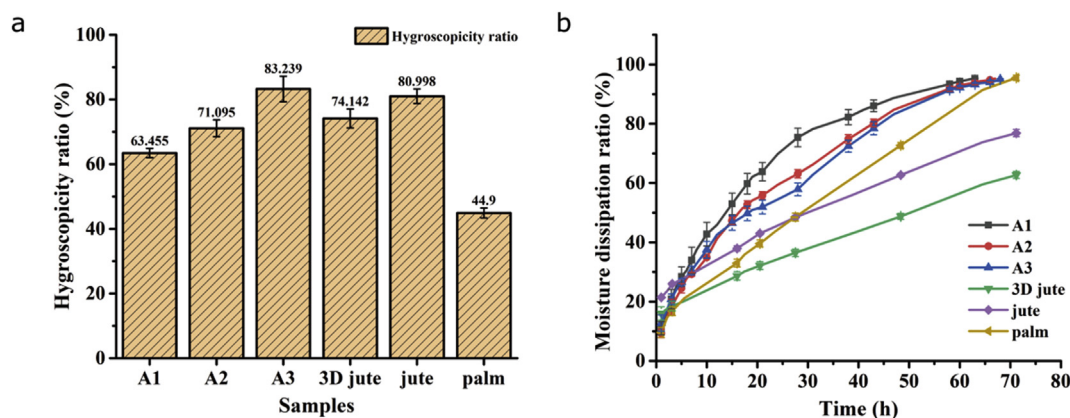 a
Hygroscopicity ratio (%)
100
80
60
40
20
0
Hygroscopicity ratio
63.455
71.095
83.239
74.142
80.998
44.9
A1 A2 A3 3D jute jute palm
Samples
b
Moisture dissipation ratio (%)
100
80
60
40
20
0
A1
A2
A3
3D jute
jute
palm
0 10 20 30 40 50 60 70 80
Time (h)